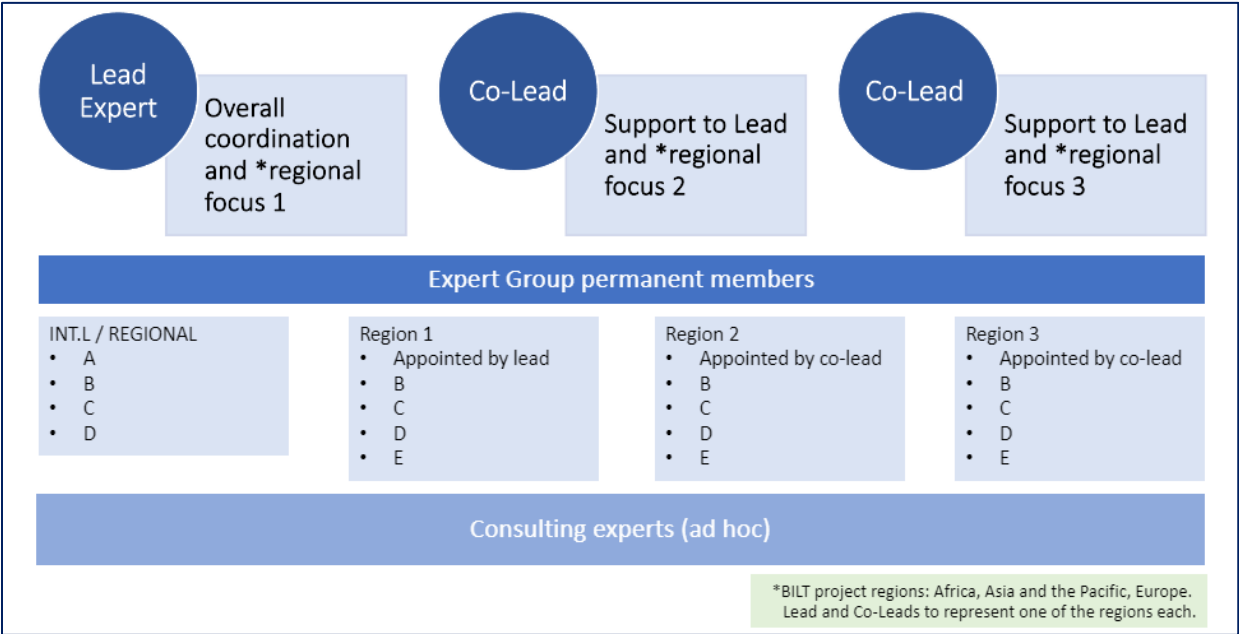 Lead
Expert
Overall
coordination
and *regional
focus 1
Co-Lead
Support to Lead
and *regional
focus 2
Co-Lead
Support to Lead
and *regional
focus 3
Expert Group permanent members
INT.L / REGIONAL
• A
• B
• C
• D
Region 1
• Appointed by lead
• B
• C
• D
• E
Region 2
• Appointed by co-lead
• B
• C
• D
• E
Region 3
• Appointed by co-lead
• B
• C
• D
• E
Consulting experts (ad hoc)
*BILT project regions: Africa, Asia and the Pacific, Europe.
Lead and Co-Leads to represent one of the regions each.